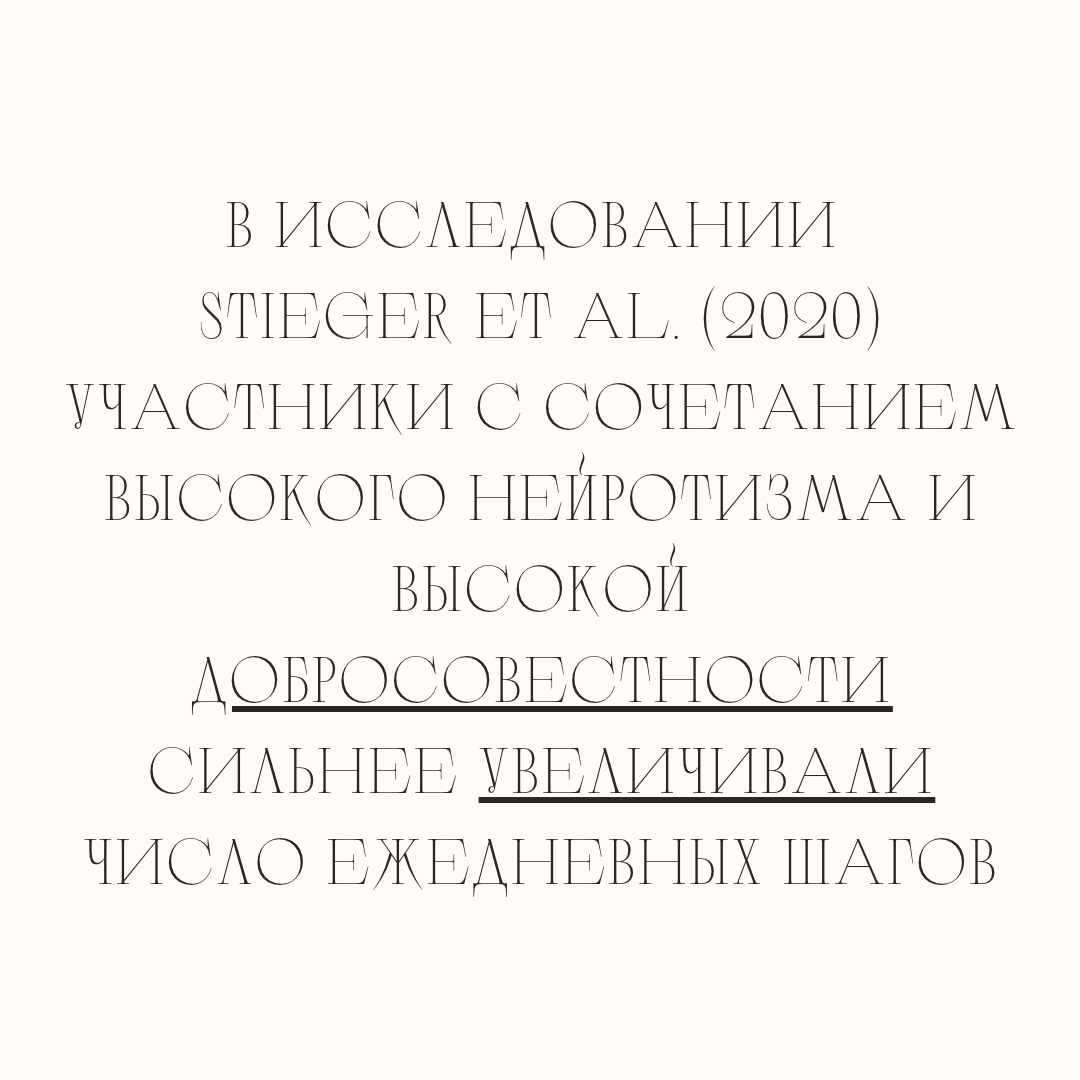 В ИССЛЕДОВАНИИ
STIEGER ET AL. (2020)
УЧАСТНИКИ С СОЧЕТАНИЕМ
ВЫСОКОГО НЕЙРОТИЗМА И
ВЫСОКОЙ
ДОБРОСОВЕСТНОСТИ
СИЛЬНЕЕ УВЕЛИЧИВАЛИ
ЧИСЛО ЕЖЕДНЕВНЫХ ШАГОВ